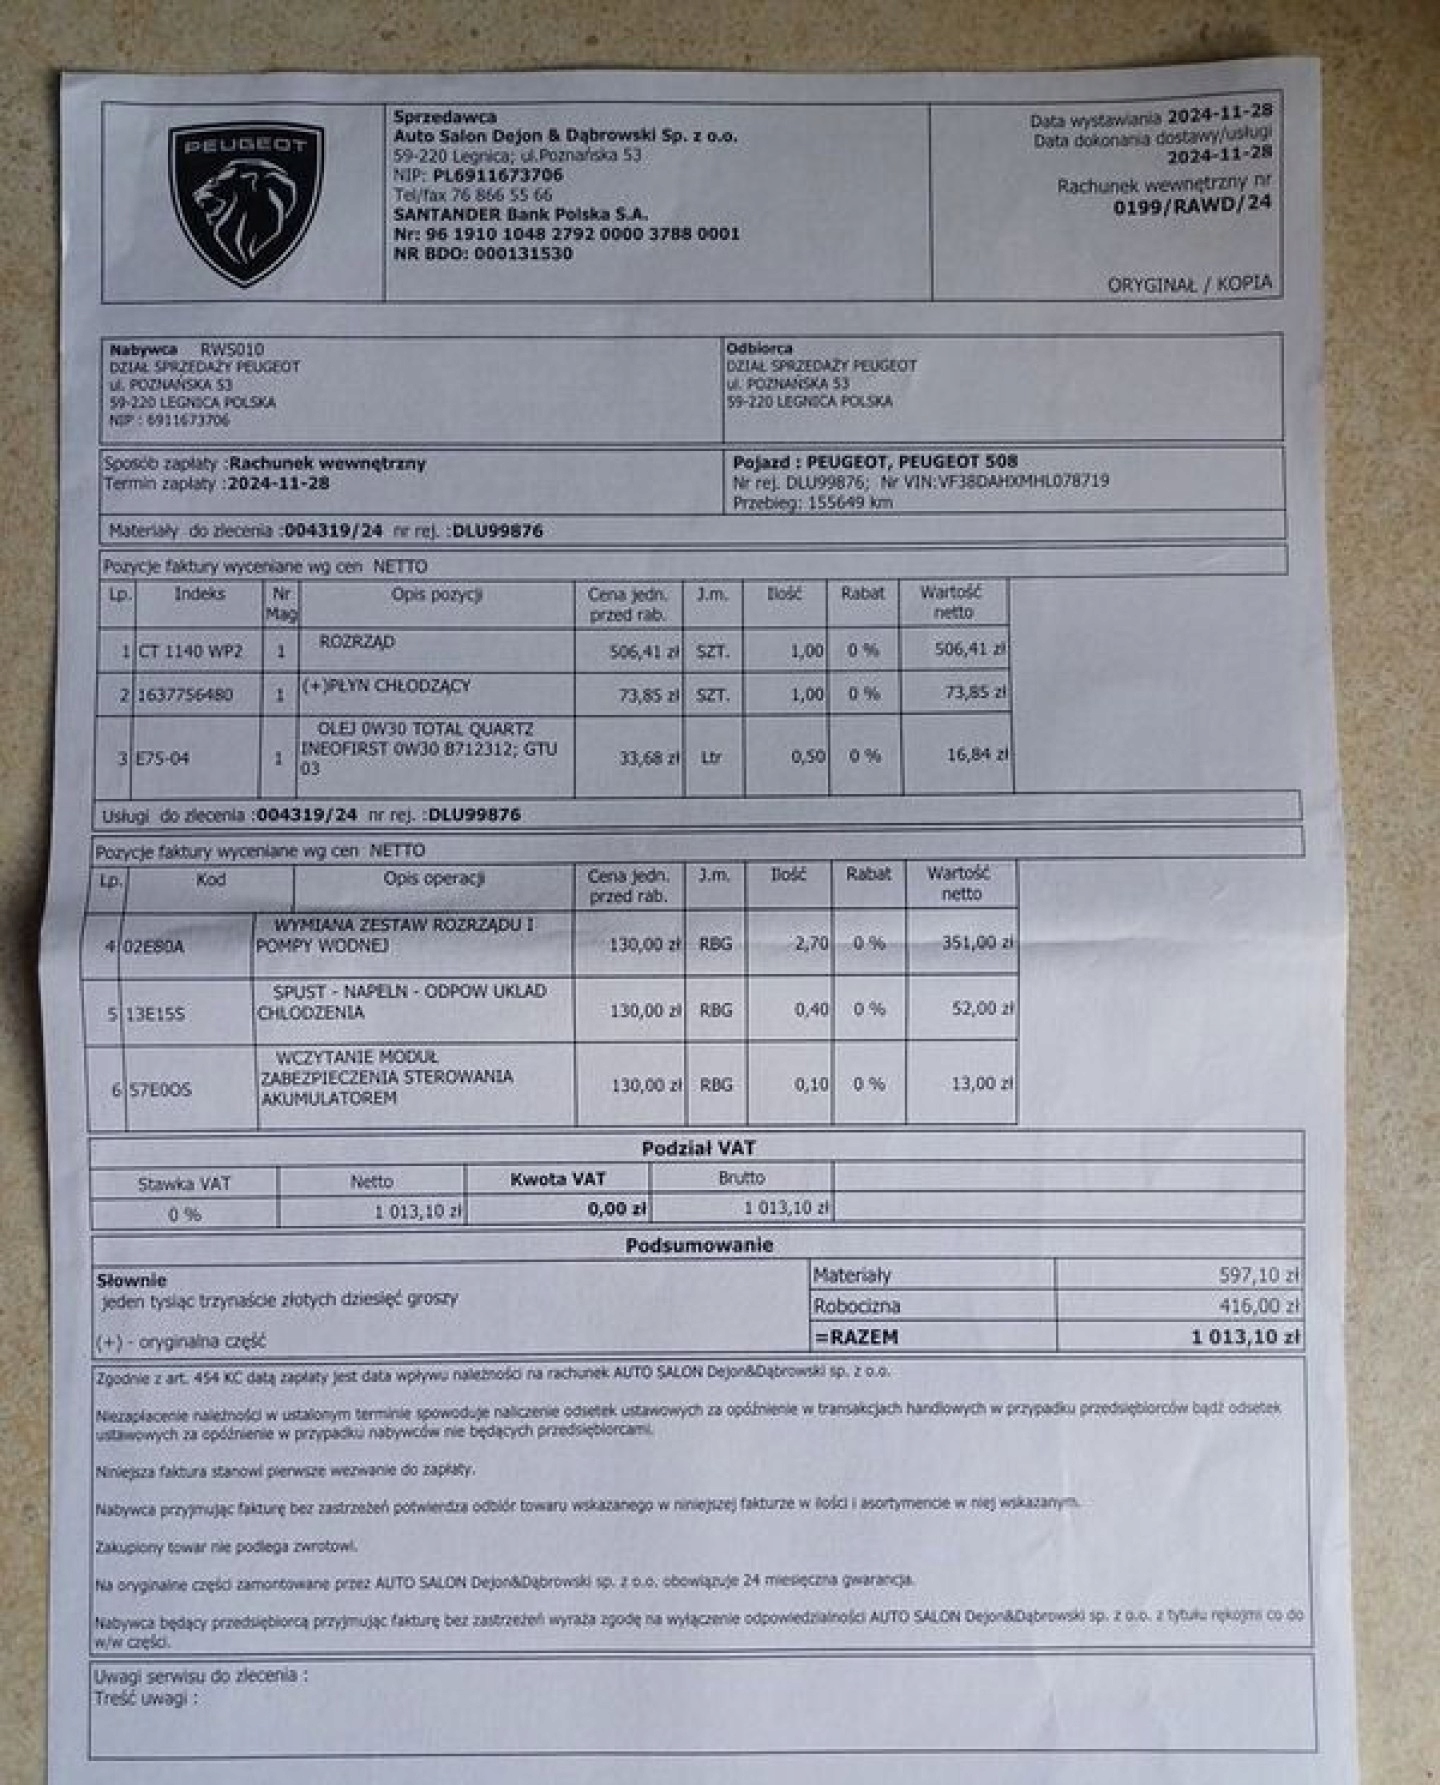 PEUGEOT
Sprzedawca
Auto Salon Dejon & Dąbrowski Sp. z o.o.
59-220 Legnica; ul.Poznańska 53
NIP: PL6911673706
Tel/fax 76 866 55 66
SANTANDER Bank Polska S.A.
Nr: 96 1910 1048 2792 0000 3788 0001
NR BDO: 000131530
Data wystawiania 2024-11-28
Data dokonania dostawy/usługi
2024-11-28
Rachunek wewnętrzny nr
0199/RAWD/24
ORYGINAŁ / KOPIA
Nabywca RWS010
DZIAŁ SPRZEDAŻY PEUGEOT
ul. POZNAŃSKA 53
59-220 LEGNICA POLSKA
NIP : 6911673706
Odbiorca
DZIAŁ SPRZEDAŻY PEUGEOT
ul. POZNAŃSKA 53
59-220 LEGNICA POLSKA
Sposób zapłaty :Rachunek wewnętrzny
Termin zapłaty :2024-11-28
Pojazd : PEUGEOT, PEUGEOT 508
Nr rej. DLU99876; Nr VIN:VF38DAHXMHL078719
Przebieg: 155649 km
Materiały do zlecenia :004319/24 nr rej. :DLU99876
Pozycje faktury wyceniane wg cen NETTO
Lp. Indeks Nr Mag Opis pozycji Cena jedn. przed rab. J.m. Ilość Rabat Wartość netto
1 CT 1140 WP2 1 ROZRZĄD 506,41 zł SZT. 1,00 0 % 506,41 zł
2 1637756480 1 (+)PŁYN CHŁODZĄCY 73,85 zł SZT. 1,00 0 % 73,85 zł
OLEJ 0W30 TOTAL QUARTZ
3 E75-04 1 INEOFIRST 0W30 B712312; GTU 33,68 zł Ltr 0,50 0 % 16,84 zł
03
Usługi do zlecenia :004319/24 nr rej. :DLU99876
Pozycje faktury wyceniane wg cen NETTO
Lp. Kod Opis operacji Cena jedn. przed rab. J.m. Ilość Rabat Wartość netto
WYMIANA ZESTAW ROZRZĄDU I
4 02E80A POMPY WODNEJ 130,00 zł RBG 2,70 0 % 351,00 zł
SPUST - NAPELN - ODPOW UKLAD
5 13E15S CHLODZENIA 130,00 zł RBG 0,40 0 % 52,00 zł
WCZYTANIE MODUŁ
6 57E0OS ZABEZPIECZENIA STEROWANIA 130,00 zł RBG 0,10 0 % 13,00 zł
AKUMULATOREM
Podział VAT
Stawka VAT Netto Kwota VAT Brutto
0 % 1 013,10 zł 0,00 zł 1 013,10 zł
Podsumowanie
Słownie
jeden tysiąc trzynaście złotych dziesięć groszy
(+) - oryginalna część
Materiały 597,10 zł
Robocizna 416,00 zł
=RAZEM 1 013,10 zł
Zgodnie z art. 454 KC datą zapłaty jest data wpływu należności na rachunek AUTO SALON Dejon&Dąbrowski sp. z o.o.
Niezapłacenie należności w ustalonym terminie spowoduje naliczenie odsetek ustawowych za opóźnienie w transakcjach handlowych w przypadku przedsiębiorców bądź odsetek
ustawowych za opóźnienie w przypadku nabywców nie będących przedsiębiorcami.
Niniejsza faktura stanowi pierwsze wezwanie do zapłaty.
Nabywca przyjmując fakturę bez zastrzeżeń potwierdza odbiór towaru wskazanego w niniejszej fakturze w ilości i asortymencie w niej wskazanym.
Zakupiony towar nie podlega zwrotowi.
Na oryginalne części zamontowane przez AUTO SALON Dejon&Dąbrowski sp. z o.o. obowiązuje 24 miesięczna gwarancja.
Nabywca będący przedsiębiorcą przyjmując fakturę bez zastrzeżeń wyraża zgodę na wyłączenie odpowiedzialności AUTO SALON Dejon&Dąbrowski sp. z o.o. z tytułu rękojmi co do
w/w części.
Uwagi serwisu do zlecenia :
Treść uwagi :